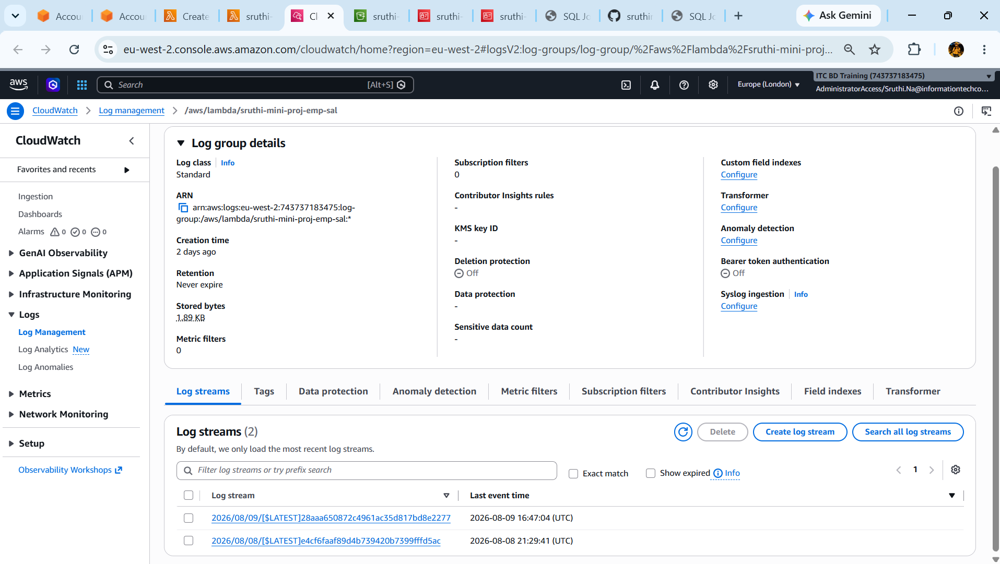 Accou
Accou
Create
sruthi-
Cl
sruthi-
sruthi-
sruthi-
SQL Jo
sruthin
SQL Jo
Ask Gemini
eu-west-2.console.aws.amazon.com/cloudwatch/home?region=eu-west-2#logsV2:log-groups/log-group/%2Faws%2Flambda%2Fsruthi-mini-proj...
aws
Search
[Alt+S]
Europe (London)
ITC BD Training (743737183475)
AdministratorAccess/Sruthi.Na@informationtechco...
CloudWatch
Log management
/aws/lambda/sruthi-mini-proj-emp-sal
CloudWatch
Favorites and recents
Ingestion
Dashboards
Alarms 0 0 0
GenAI Observability
Application Signals (APM)
Infrastructure Monitoring
Logs
Log Management
Log Analytics New
Log Anomalies
Metrics
Network Monitoring
Setup
Observability Workshops
Log group details
Log class Info
Standard
ARN
arn:aws:logs:eu-west-2:743737183475:log-
group:/aws/lambda/sruthi-mini-proj-emp-sal:*
Creation time
2 days ago
Retention
Never expire
Stored bytes
1.89 KB
Metric filters
0
Subscription filters
0
Contributor Insights rules
-
KMS key ID
-
Deletion protection
Off
Data protection
-
Sensitive data count
-
Custom field indexes
Configure
Transformer
Configure
Anomaly detection
Configure
Bearer token authentication
Off
Syslog ingestion Info
Configure
Log streams
Tags
Data protection
Anomaly detection
Metric filters
Subscription filters
Contributor Insights
Field indexes
Transformer
Log streams (2)
By default, we only load the most recent log streams.
Delete
Create log stream
Search all log streams
Filter log streams or try prefix search
Exact match
Show expired Info
1
Log stream
Last event time
2026/08/09/[$LATEST]28aaa650872c4961ac35d817bd8e2277
2026-08-09 16:47:04 (UTC)
2026/08/08/[$LATEST]e4cf6faaf89d4b739420b7399fffd5ac
2026-08-08 21:29:41 (UTC)